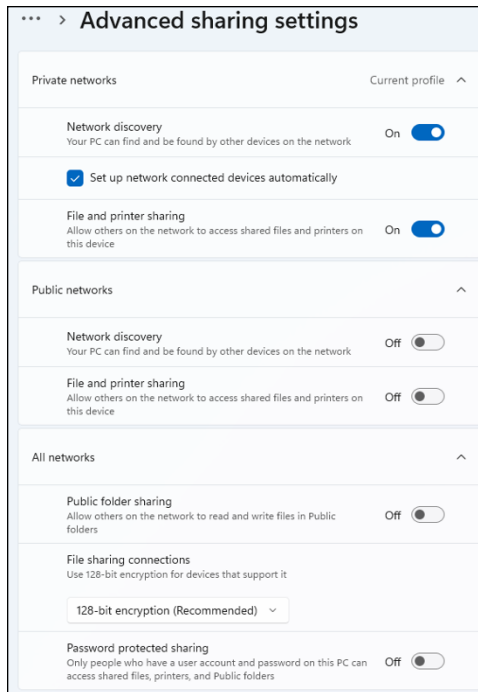 ··· > Advanced sharing settings
Private networks Current profile
Network discovery
Your PC can find and be found by other devices on the network
On
Set up network connected devices automatically
File and printer sharing
Allow others on the network to access shared files and printers on
this device
On
Public networks
Network discovery
Your PC can find and be found by other devices on the network
Off
File and printer sharing
Allow others on the network to access shared files and printers on
this device
Off
All networks
Public folder sharing
Allow others on the network to read and write files in Public
folders
Off
File sharing connections
Use 128-bit encryption for devices that support it
128-bit encryption (Recommended)
Password protected sharing
Only people who have a user account and password on this PC can
access shared files, printers, and Public folders
Off